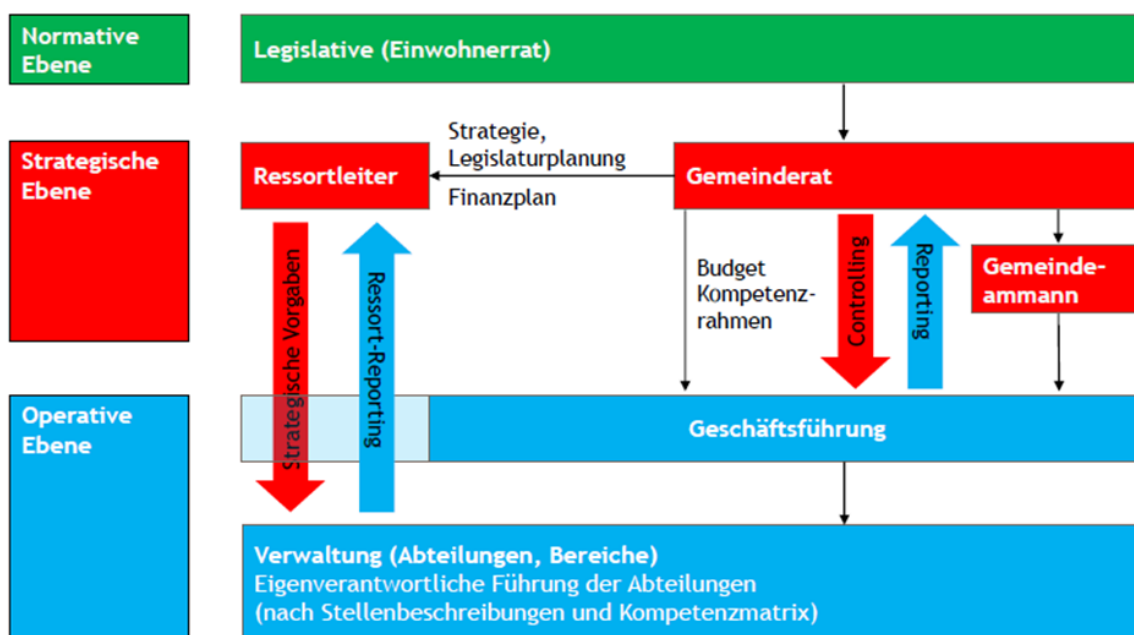 Normative
Ebene
Legislative (Einwohnerrat)
Strategische
Ebene
Ressortleiter
Strategie,
Legislaturplanung
Finanzplan
Gemeinderat
Strategische Vorgaben
Ressort-Reporting
Budget
Kompetenz-
rahmen
Controlling
Reporting
Gemeinde-
ammann
Operative
Ebene
Geschäftsführung
Verwaltung (Abteilungen, Bereiche)
Eigenverantwortliche Führung der Abteilungen
(nach Stellenbeschreibungen und Kompetenzmatrix)